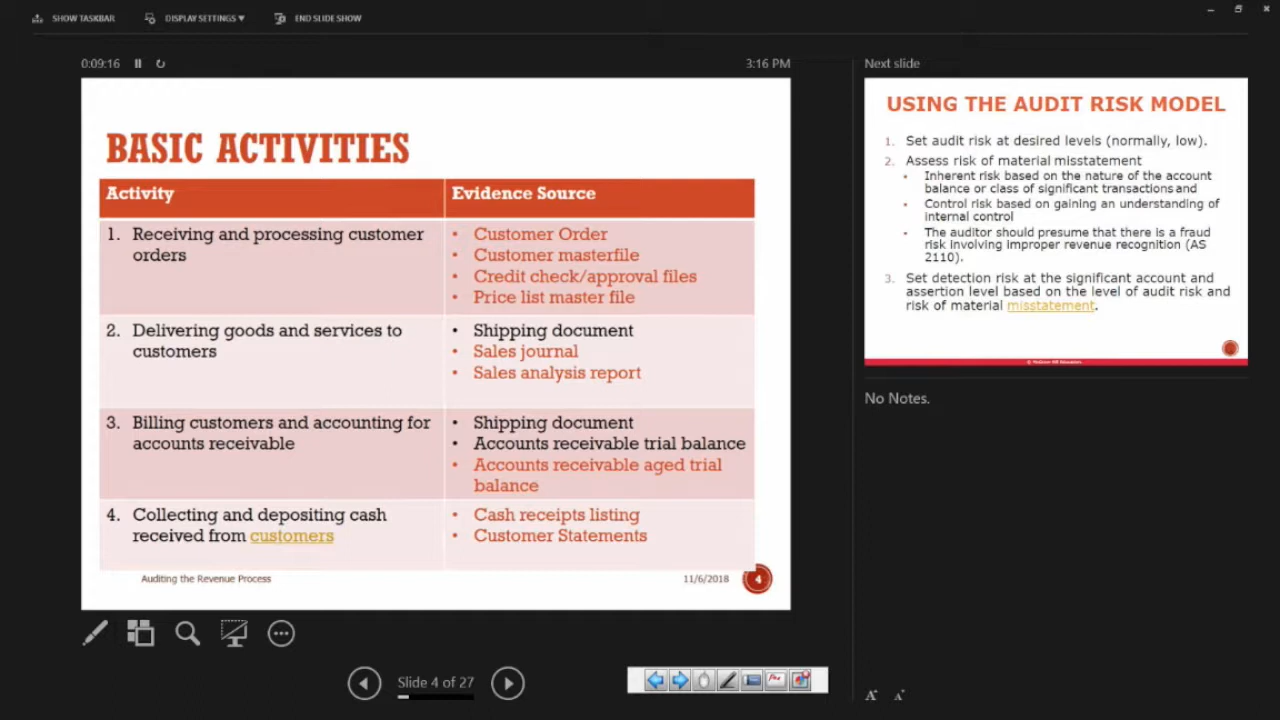 SHOW TASKBAR
DISPLAY SETTINGS ▼
END SLIDE SHOW
0:09:16
3:16 PM
BASIC ACTIVITIES
Activity
Evidence Source
1. Receiving and processing customer
orders
• Customer Order
• Customer masterfile
• Credit check/approval files
• Price list master file
2. Delivering goods and services to
customers
• Shipping document
• Sales journal
• Sales analysis report
3. Billing customers and accounting for
accounts receivable
• Shipping document
• Accounts receivable trial balance
• Accounts receivable aged trial
balance
4. Collecting and depositing cash
received from customers
• Cash receipts listing
• Customer Statements
Auditing the Revenue Process
11/6/2018
4
Slide 4 of 27
Next slide
USING THE AUDIT RISK MODEL
1. Set audit risk at desired levels (normally, low).
2. Assess risk of material misstatement
• Inherent risk based on the nature of the account
balance or class of significant transactions and
• Control risk based on gaining an understanding of
internal control
• The auditor should presume that there is a fraud
risk involving improper revenue recognition (AS
2110).
3. Set detection risk at the significant account and
assertion level based on the level of audit risk and
risk of material misstatement.
No Notes.
A
A